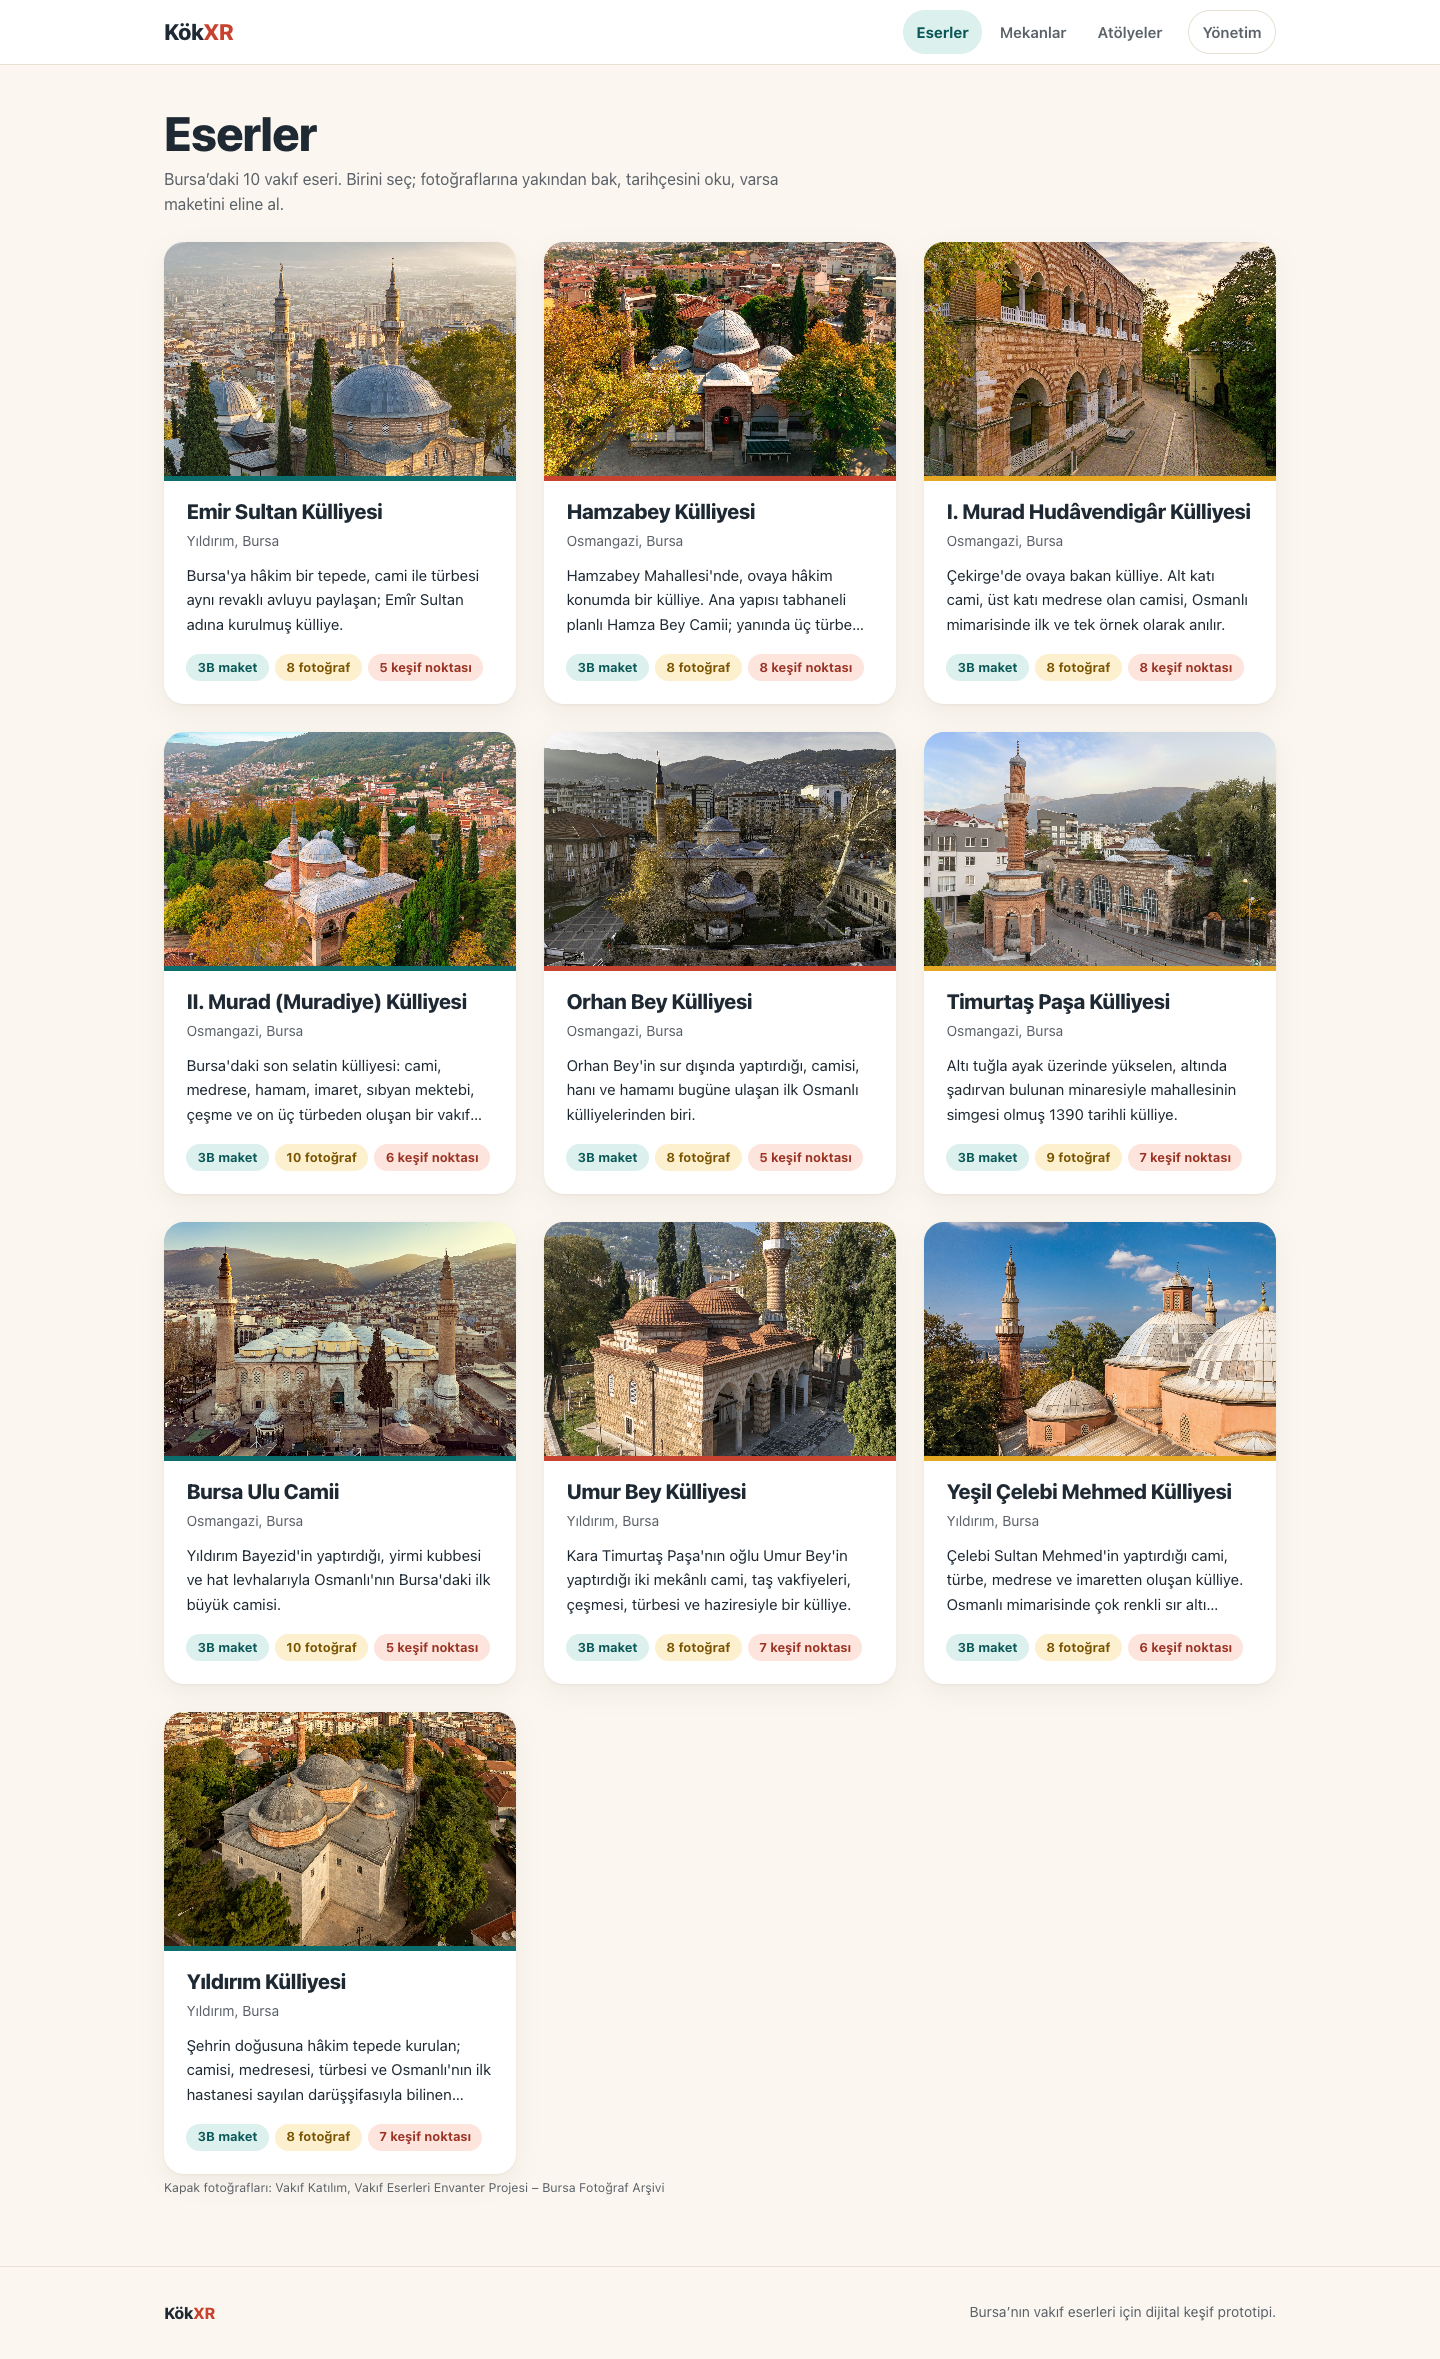 KökXR
Eserler
Mekanlar
Atölyeler
Yönetim
Eserler
Bursa'daki 10 vakıf eseri. Birini seç; fotoğraflarına yakından bak, tarihçesini oku, varsa
maketini eline al.
Emir Sultan Külliyesi
Yıldırım, Bursa
Bursa'ya hâkim bir tepede, cami ile türbesi
aynı revaklı avluyu paylaşan; Emîr Sultan
adına kurulmuş külliye.
3B maket
8 fotoğraf
5 keşif noktası
Hamzabey Külliyesi
Osmangazi, Bursa
Hamzabey Mahallesi'nde, ovaya hâkim
konumda bir külliye. Ana yapısı tabhaneli
planlı Hamza Bey Camii; yanında üç türbe...
3B maket
8 fotoğraf
8 keşif noktası
I. Murad Hudâvendigâr Külliyesi
Osmangazi, Bursa
Çekirge'de ovaya bakan külliye. Alt katı
cami, üst katı medrese olan camisi, Osmanlı
mimarisinde ilk ve tek örnek olarak anılır.
3B maket
8 fotoğraf
8 keşif noktası
II. Murad (Muradiye) Külliyesi
Osmangazi, Bursa
Bursa'daki son selatin külliyesi: cami,
medrese, hamam, imaret, sıbyan mektebi,
çeşme ve on üç türbeden oluşan bir vakıf...
3B maket
10 fotoğraf
6 keşif noktası
Orhan Bey Külliyesi
Osmangazi, Bursa
Orhan Bey'in sur dışında yaptırdığı, camisi,
hanı ve hamamı bugüne ulaşan ilk Osmanlı
külliyelerinden biri.
3B maket
8 fotoğraf
5 keşif noktası
Timurtaş Paşa Külliyesi
Osmangazi, Bursa
Altı tuğla ayak üzerinde yükselen, altında
şadırvan bulunan minaresiyle mahallesinin
simgesi olmuş 1390 tarihli külliye.
3B maket
9 fotoğraf
7 keşif noktası
Bursa Ulu Camii
Osmangazi, Bursa
Yıldırım Bayezid'in yaptırdığı, yirmi kubbesi
ve hat levhalarıyla Osmanlı'nın Bursa'daki ilk
büyük camisi.
3B maket
10 fotoğraf
5 keşif noktası
Umur Bey Külliyesi
Yıldırım, Bursa
Kara Timurtaş Paşa'nın oğlu Umur Bey'in
yaptırdığı iki mekânlı cami, taş vakfiyeleri,
çeşmesi, türbesi ve haziresiyle bir külliye.
3B maket
8 fotoğraf
7 keşif noktası
Yeşil Çelebi Mehmed Külliyesi
Yıldırım, Bursa
Çelebi Sultan Mehmed'in yaptırdığı cami,
türbe, medrese ve imaretten oluşan külliye.
Osmanlı mimarisinde çok renkli sır altı...
3B maket
8 fotoğraf
6 keşif noktası
Yıldırım Külliyesi
Yıldırım, Bursa
Şehrin doğusuna hâkim tepede kurulan;
camisi, medresesi, türbesi ve Osmanlı'nın ilk
hastanesi sayılan darüşşifasıyla bilinen...
3B maket
8 fotoğraf
7 keşif noktası
Kapak fotoğrafları: Vakıf Katılım, Vakıf Eserleri Envanter Projesi – Bursa Fotoğraf Arşivi
KökXR
Bursa'nın vakıf eserleri için dijital keşif prototipi.